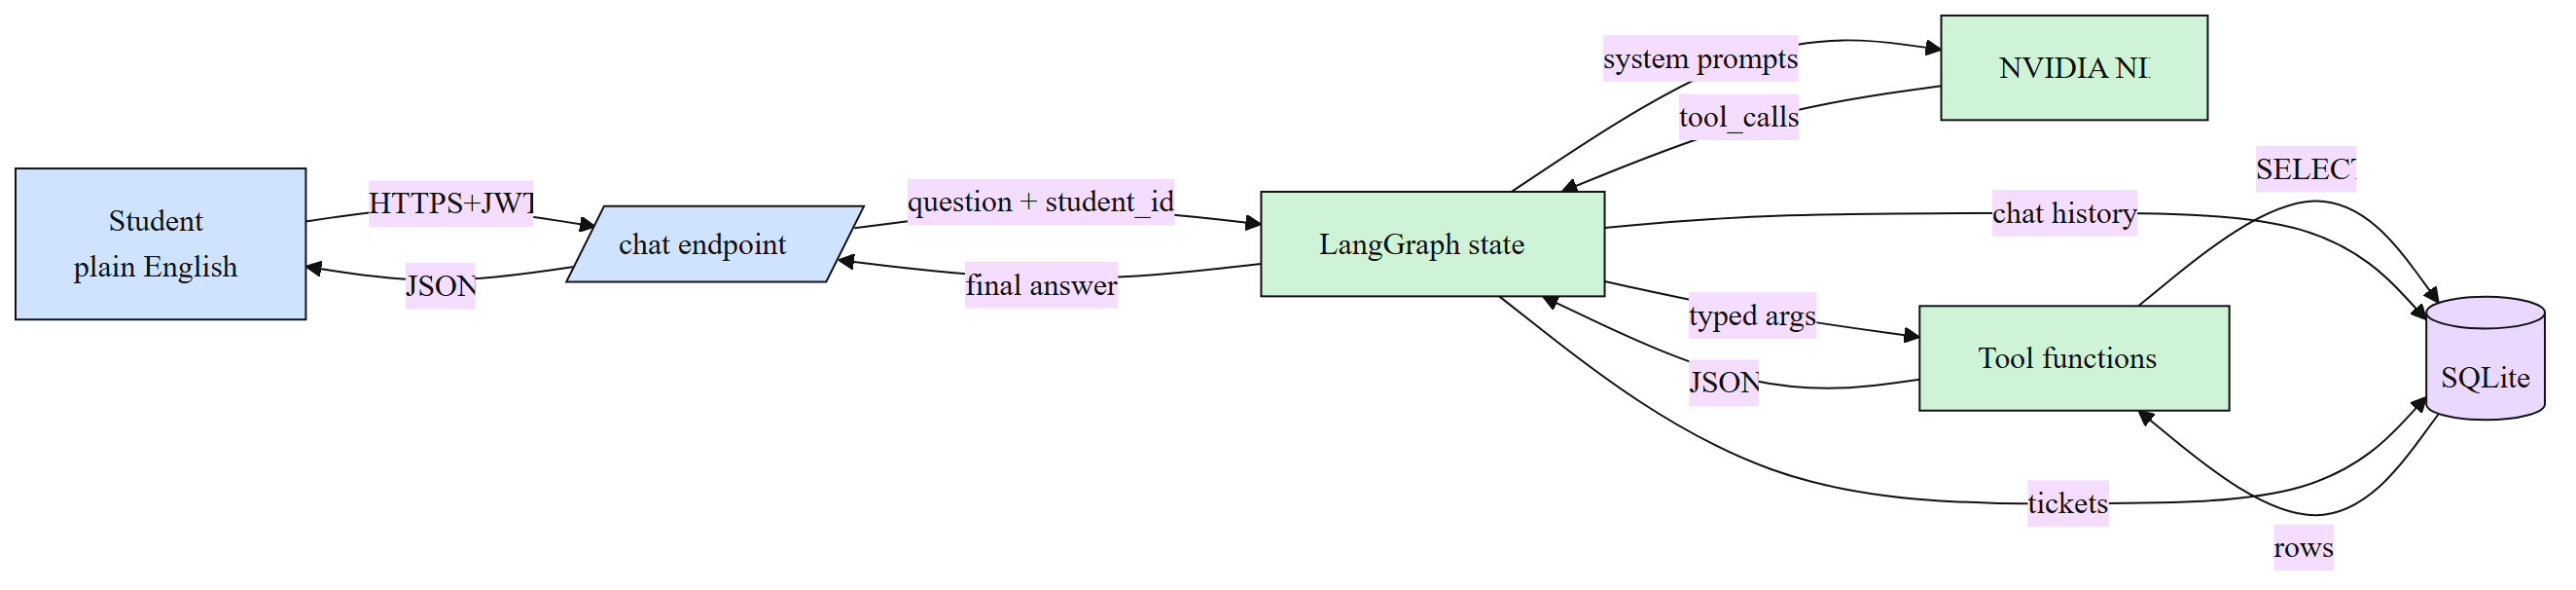 Student
plain English
HTTPS+JWT
JSON
chat endpoint
question + student_id
final answer
LangGraph state
system prompts
tool_calls
NVIDIA NI
chat history
typed args
JSON
Tool functions
SELECT
tickets
rows
SQLite